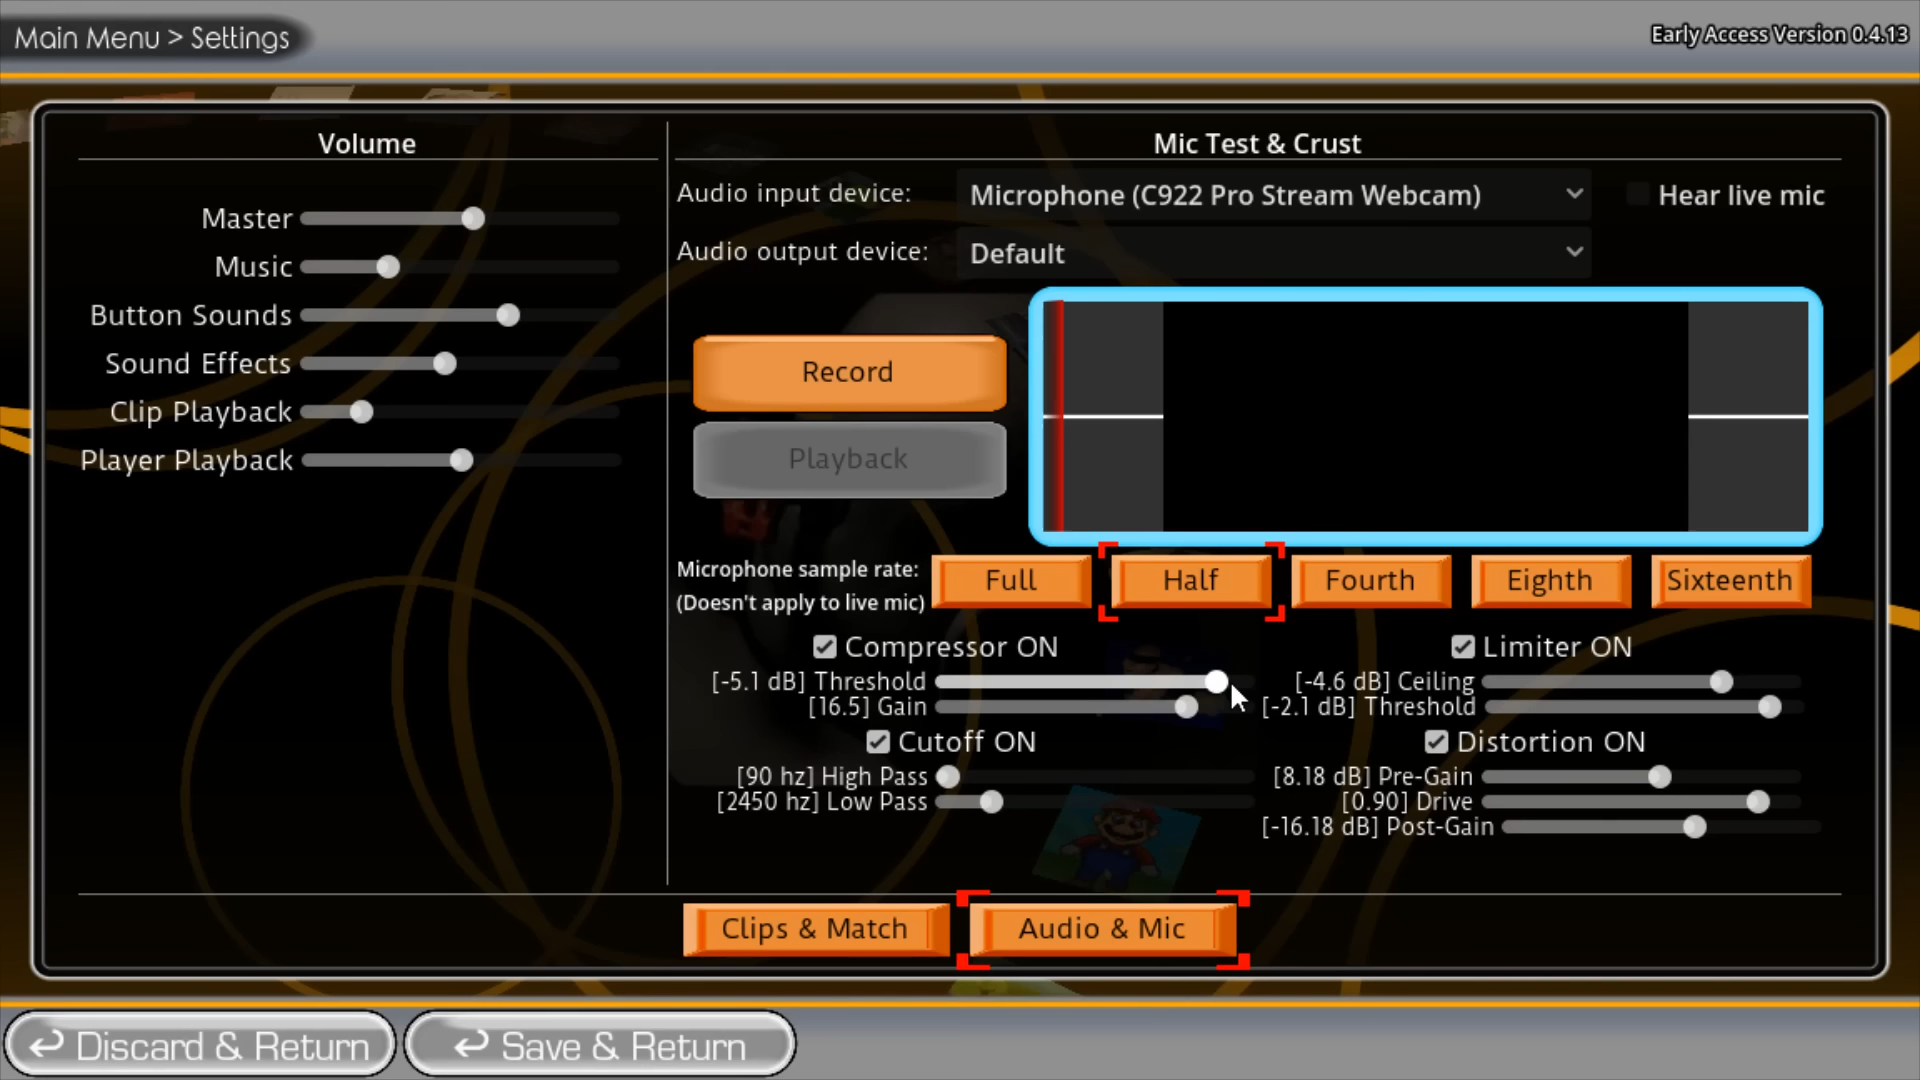 Main Menu > Settings
Early Access Version 0.4.13
Volume
Master
Music
Button Sounds
Sound Effects
Clip Playback
Player Playback
Mic Test & Crust
Audio input device:
Microphone (C922 Pro Stream Webcam)
Hear live mic
Audio output device:
Default
Record
Playback
Microphone sample rate:
(Doesn't apply to live mic)
Full
Half
Fourth
Eighth
Sixteenth
Compressor ON
[-5.1 dB] Threshold
[16.5] Gain
Cutoff ON
[90 hz] High Pass
[2450 hz] Low Pass
Limiter ON
[-4.6 dB] Ceiling
[-2.1 dB] Threshold
Distortion ON
[8.18 dB] Pre-Gain
[0.90] Drive
[-16.18 dB] Post-Gain
Clips & Match
Audio & Mic
Discard & Return
Save & Return